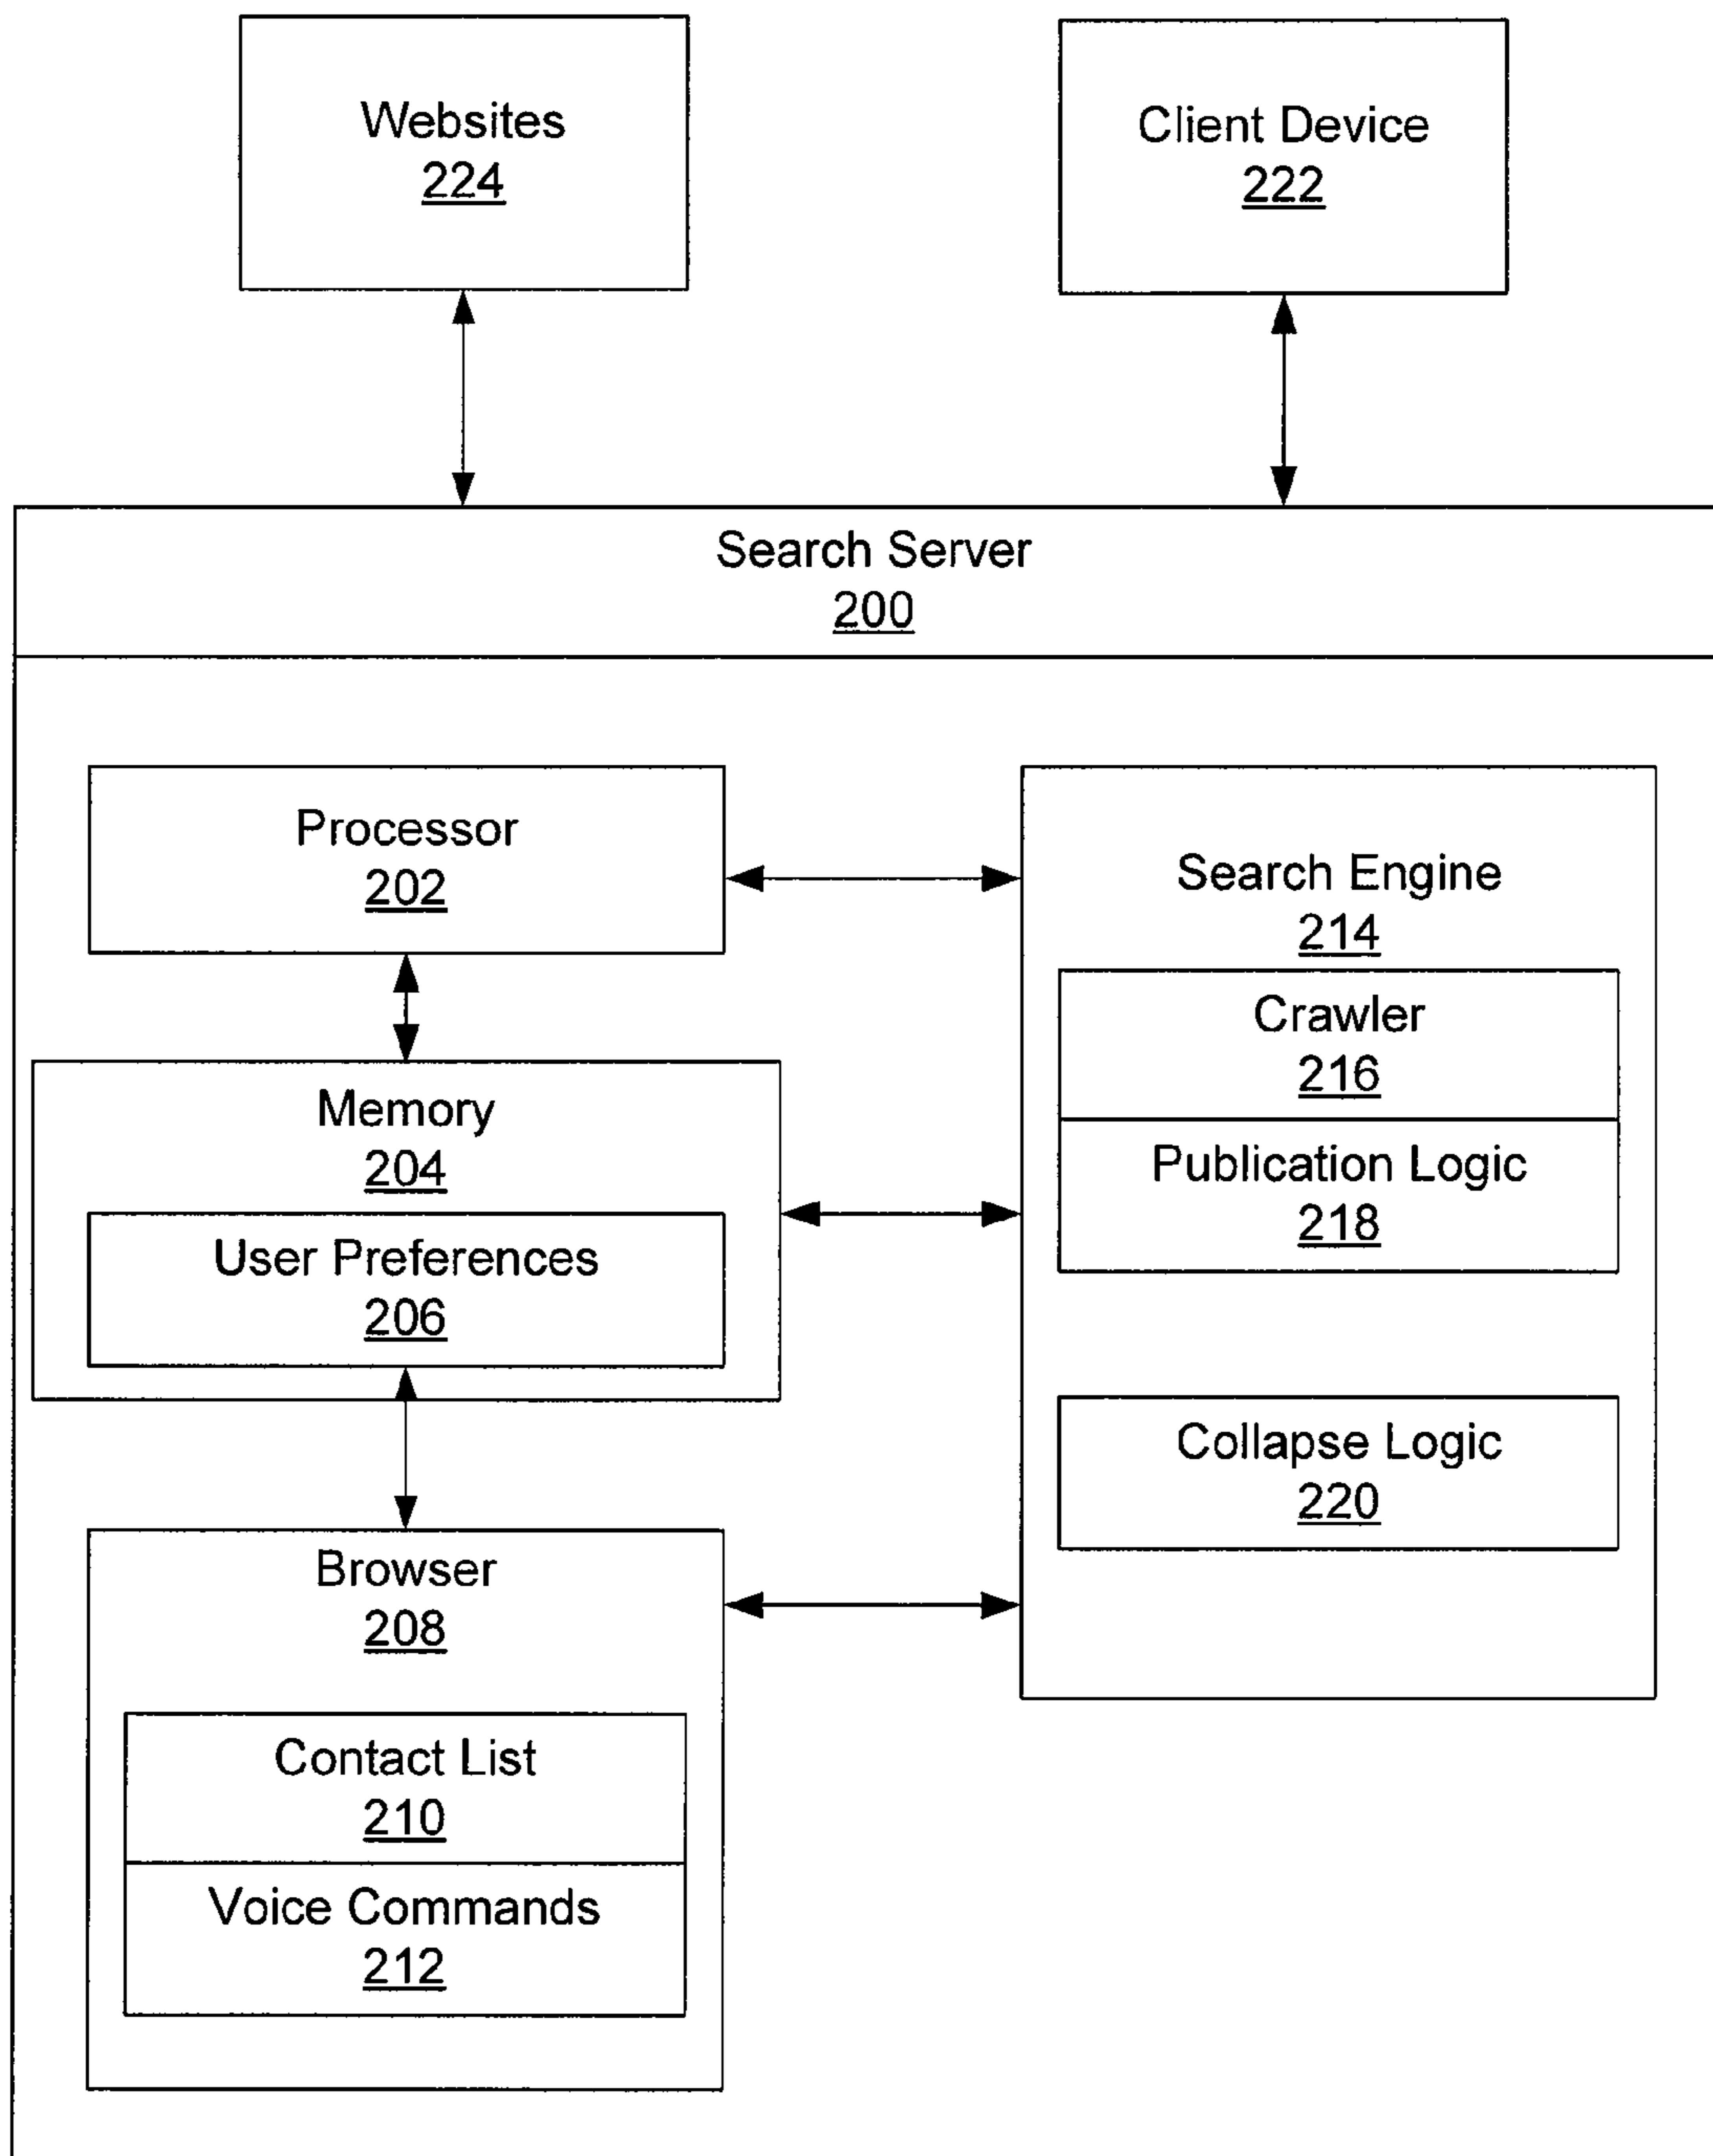 Websites
224
Client Device
222
Search Server
200
Processor
202
Memory
204
User Preferences
206
Browser
208
Contact List
210
Voice Commands
212
Search Engine
214
Crawler
216
Publication Logic
218
Collapse Logic
220